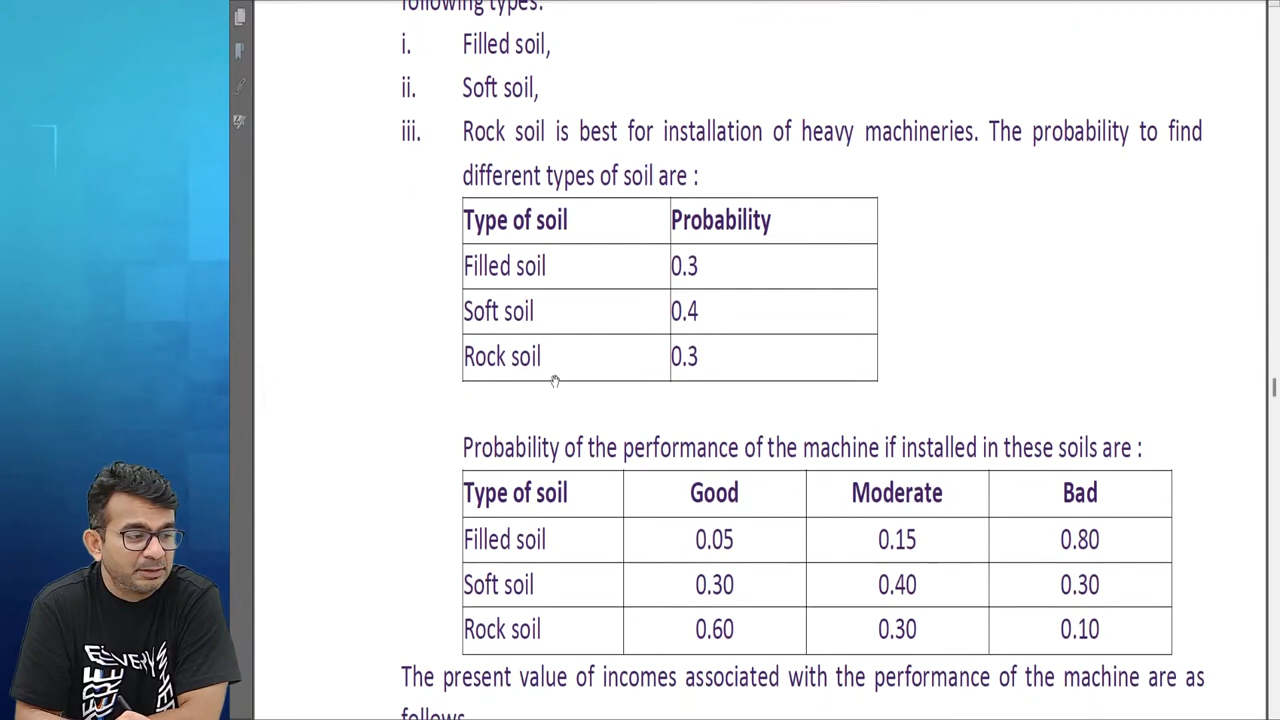 following types:
i. Filled soil,
ii. Soft soil,
iii. Rock soil is best for installation of heavy machineries. The probability to find
different types of soil are :
Type of soil Probability
Filled soil 0.3
Soft soil 0.4
Rock soil 0.3
Probability of the performance of the machine if installed in these soils are :
Type of soil Good Moderate Bad
Filled soil 0.05 0.15 0.80
Soft soil 0.30 0.40 0.30
Rock soil 0.60 0.30 0.10
The present value of incomes associated with the performance of the machine are as
follows